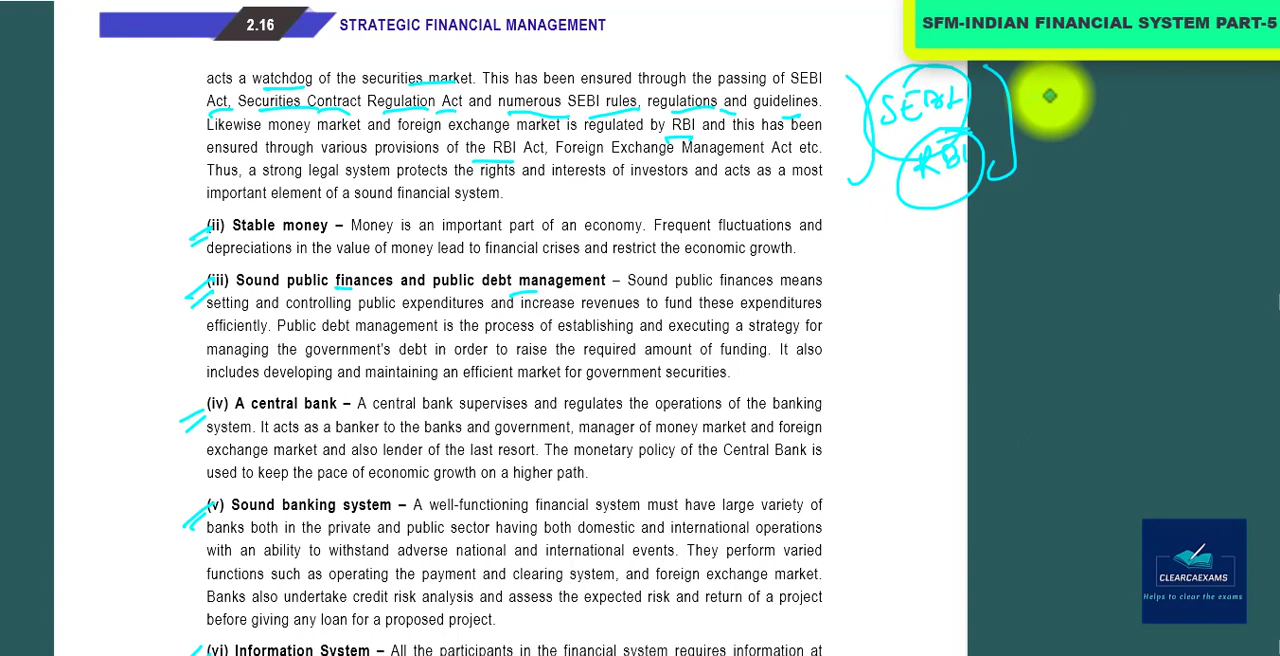 2.16 STRATEGIC FINANCIAL MANAGEMENT
SFM-INDIAN FINANCIAL SYSTEM PART-5
acts a watchdog of the securities market. This has been ensured through the passing of SEBI
Act, Securities Contract Regulation Act and numerous SEBI rules, regulations and guidelines.
Likewise money market and foreign exchange market is regulated by RBI and this has been
ensured through various provisions of the RBI Act, Foreign Exchange Management Act etc.
Thus, a strong legal system protects the rights and interests of investors and acts as a most
important element of a sound financial system.
SEBI
RBI
(ii) Stable money – Money is an important part of an economy. Frequent fluctuations and
depreciations in the value of money lead to financial crises and restrict the economic growth.
(iii) Sound public finances and public debt management – Sound public finances means
setting and controlling public expenditures and increase revenues to fund these expenditures
efficiently. Public debt management is the process of establishing and executing a strategy for
managing the government's debt in order to raise the required amount of funding. It also
includes developing and maintaining an efficient market for government securities.
(iv) A central bank – A central bank supervises and regulates the operations of the banking
system. It acts as a banker to the banks and government, manager of money market and foreign
exchange market and also lender of the last resort. The monetary policy of the Central Bank is
used to keep the pace of economic growth on a higher path.
(v) Sound banking system – A well-functioning financial system must have large variety of
banks both in the private and public sector having both domestic and international operations
with an ability to withstand adverse national and international events. They perform varied
functions such as operating the payment and clearing system, and foreign exchange market.
Banks also undertake credit risk analysis and assess the expected risk and return of a project
before giving any loan for a proposed project.
(vi) Information System – All the participants in the financial system requires information at
CLEARCAEXAMS
Helps to clear the exams